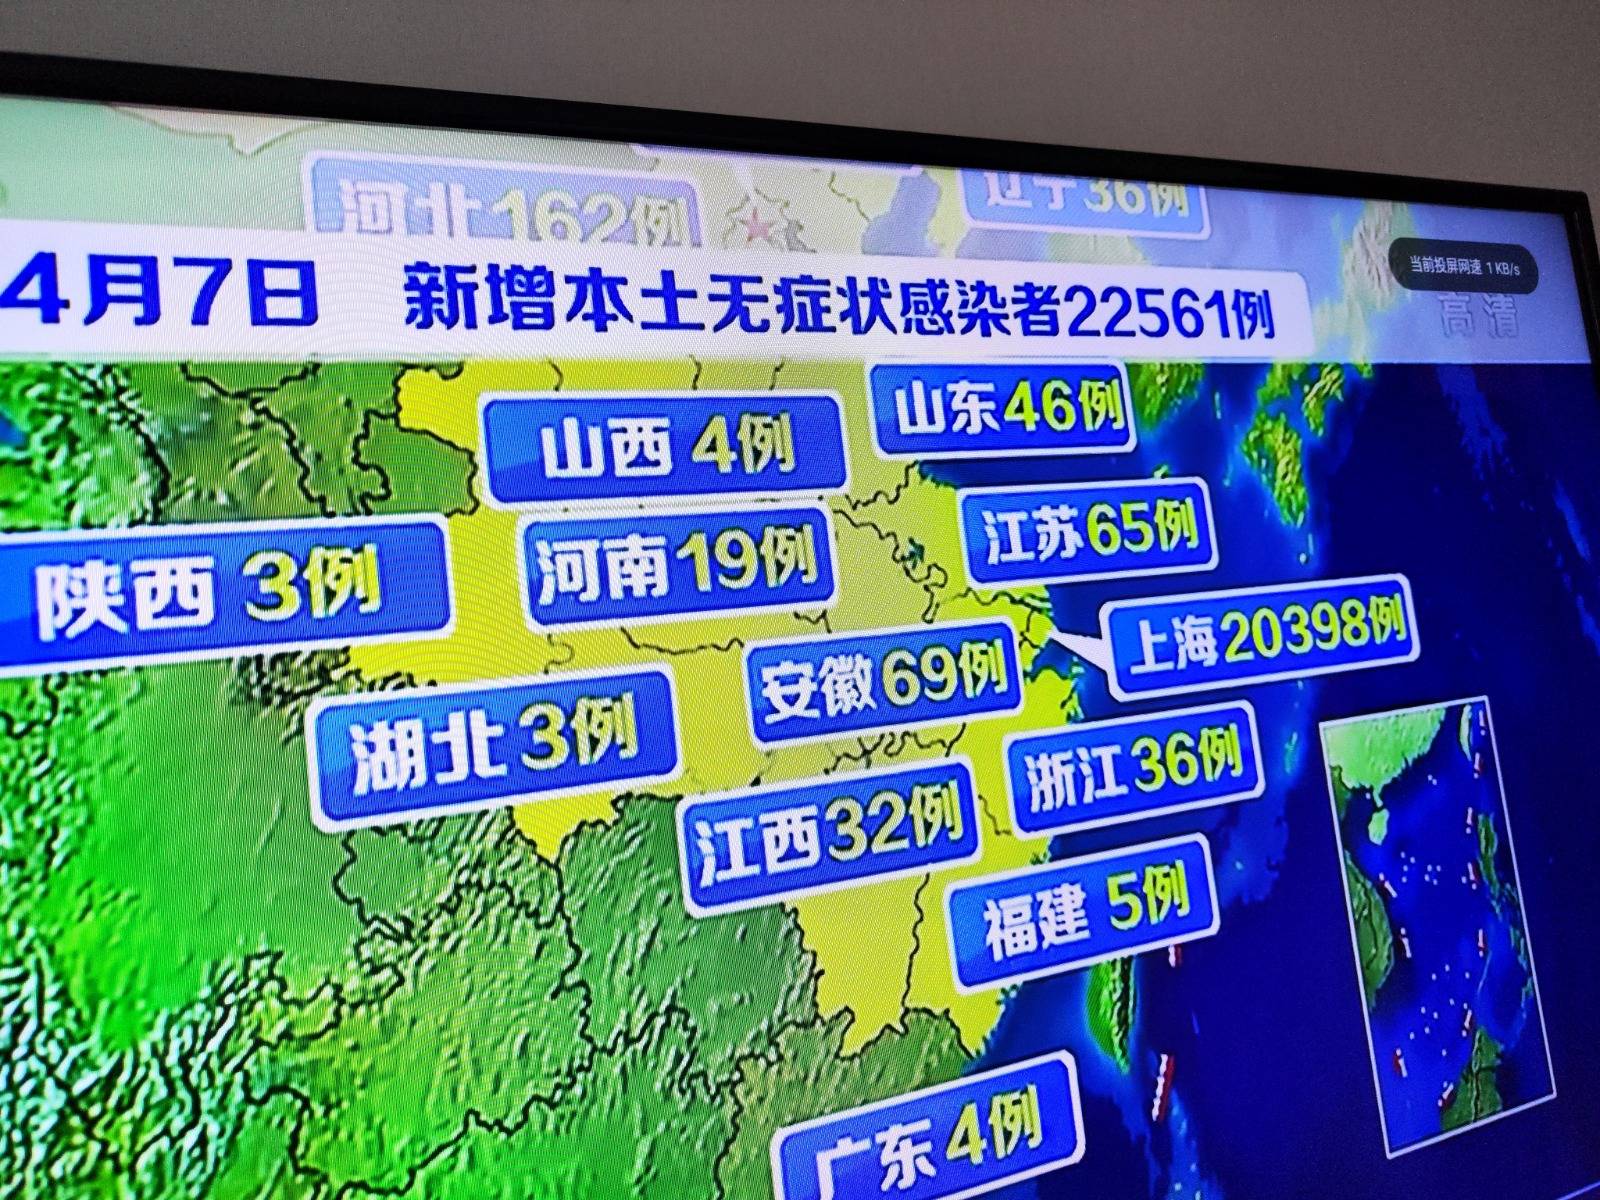 河北162例
辽宁36例
当前投屏网速 1 KB/s
高清
4月7日 新增本土无症状感染者22561例
山西 4例
山东46例
陕西 3例
河南19例
江苏65例
上海20398例
安徽69例
湖北3例
浙江36例
江西32例
福建 5例
广东4例